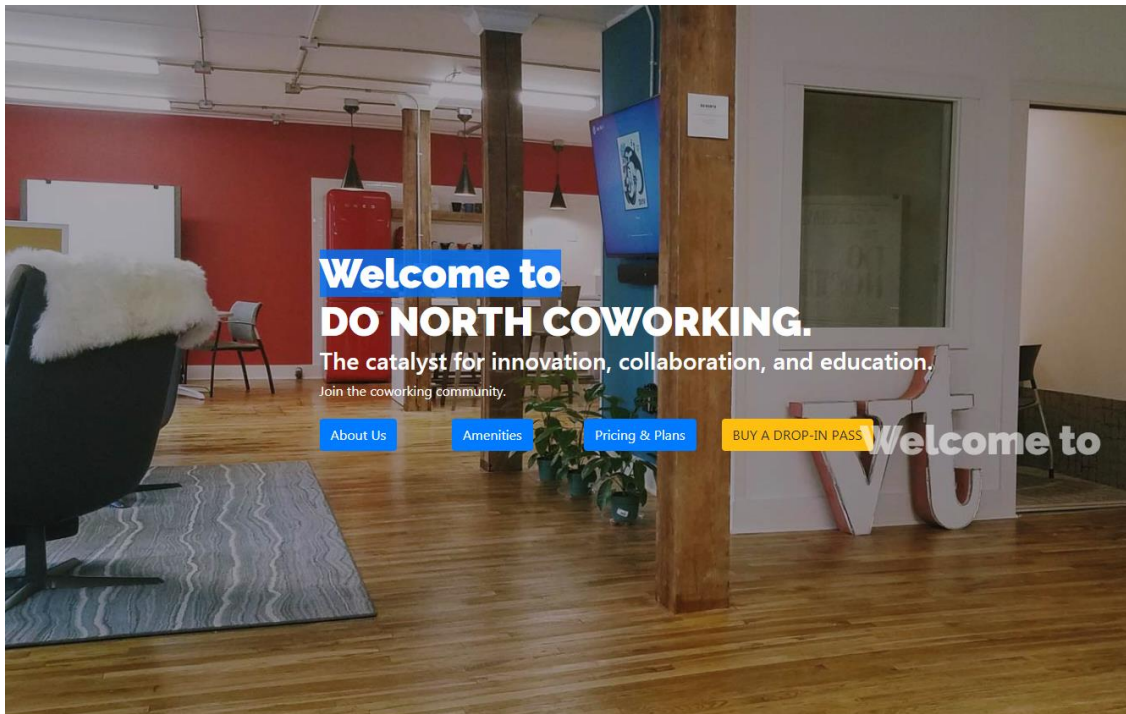 Welcome to
DO NORTH COWORKING.
The catalyst for innovation, collaboration, and education.
Join the coworking community.
About Us
Amenities
Pricing & Plans
BUY A DROP-IN PASS
Welcome to
vt